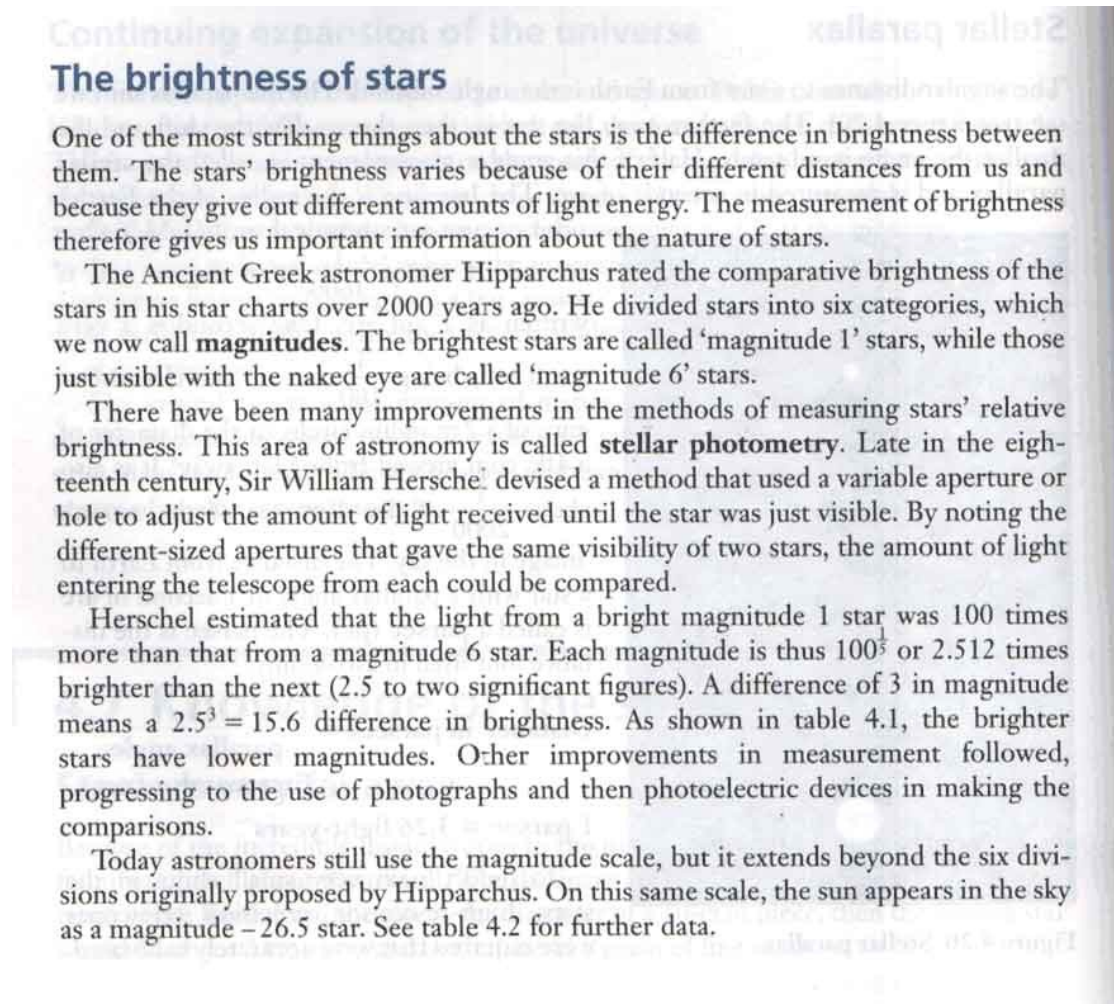 Continuing expansion of the universe
Stellar parallax
The brightness of stars
One of the most striking things about the stars is the difference in brightness between
them. The stars’ brightness varies because of their different distances from us and
because they give out different amounts of light energy. The measurement of brightness
therefore gives us important information about the nature of stars.
The Ancient Greek astronomer Hipparchus rated the comparative brightness of the
stars in his star charts over 2000 years ago. He divided stars into six categories, which
we now call magnitudes. The brightest stars are called ‘magnitude 1’ stars, while those
just visible with the naked eye are called ‘magnitude 6’ stars.
There have been many improvements in the methods of measuring stars’ relative
brightness. This area of astronomy is called stellar photometry. Late in the eigh-
teenth century, Sir William Herschel devised a method that used a variable aperture or
hole to adjust the amount of light received until the star was just visible. By noting the
different-sized apertures that gave the same visibility of two stars, the amount of light
entering the telescope from each could be compared.
Herschel estimated that the light from a bright magnitude 1 star was 100 times
more than that from a magnitude 6 star. Each magnitude is thus 100^(1/5) or 2.512 times
brighter than the next (2.5 to two significant figures). A difference of 3 in magnitude
means a 2.5³ = 15.6 difference in brightness. As shown in table 4.1, the brighter
stars have lower magnitudes. Other improvements in measurement followed,
progressing to the use of photographs and then photoelectric devices in making the
comparisons.
Today astronomers still use the magnitude scale, but it extends beyond the six divi-
sions originally proposed by Hipparchus. On this same scale, the sun appears in the sky
as a magnitude –26.5 star. See table 4.2 for further data.